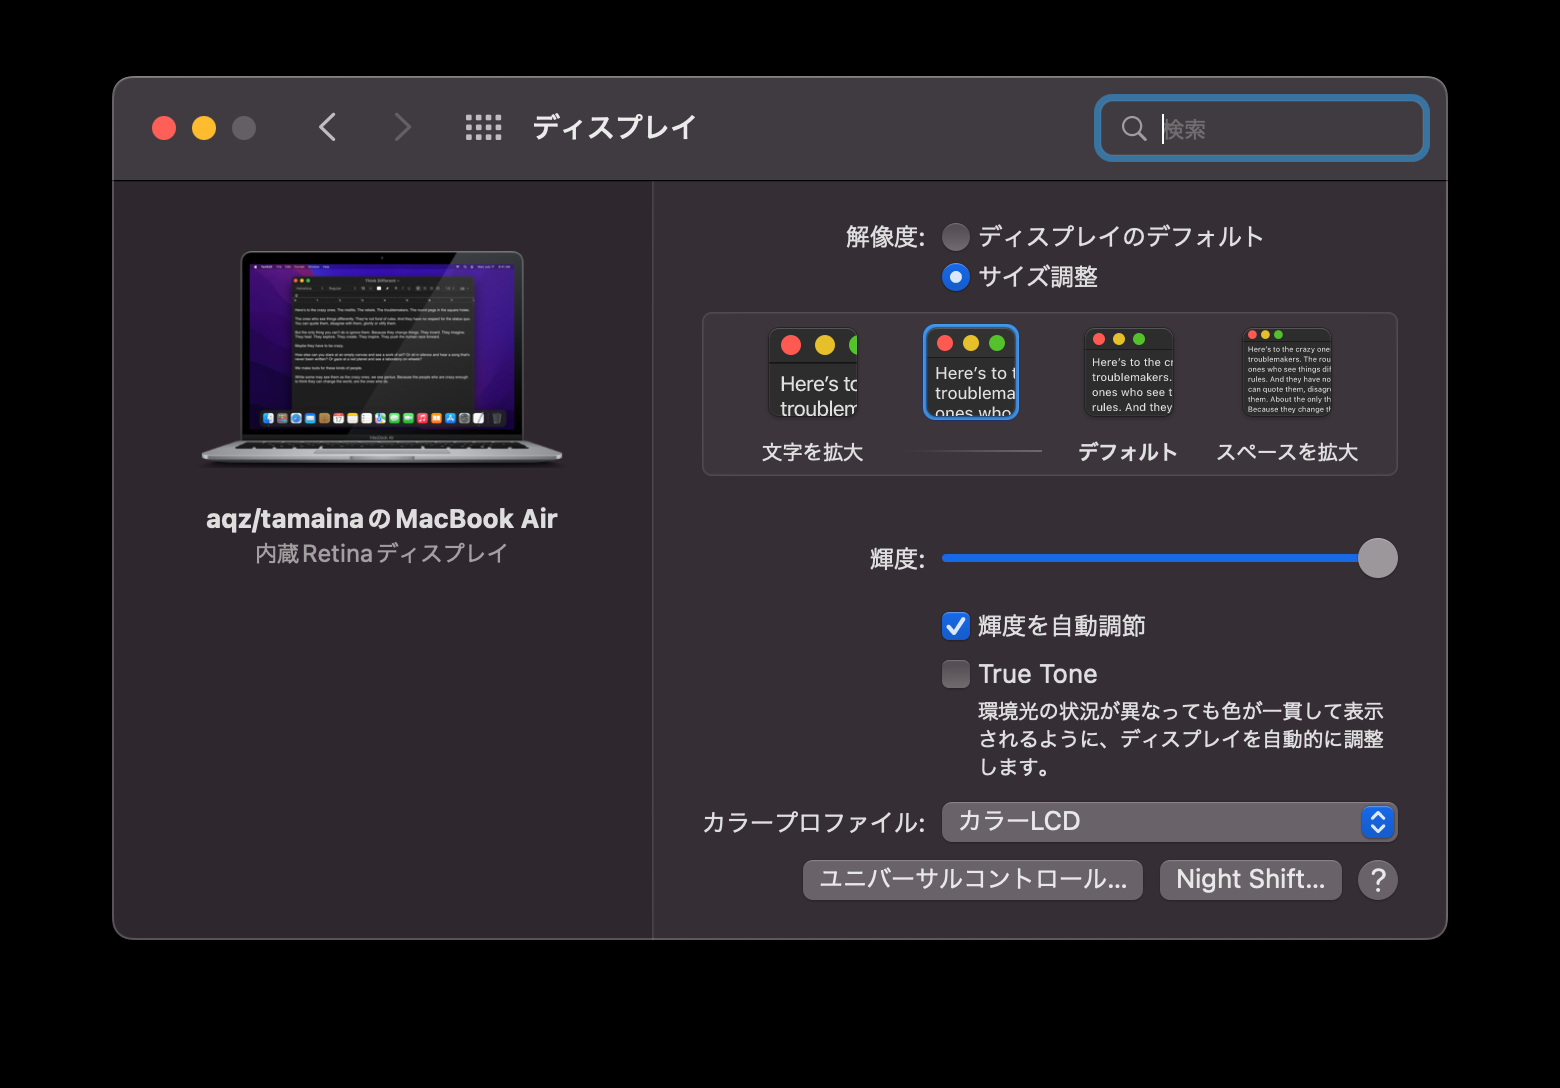 ディスプレイ
検索
解像度: ディスプレイのデフォルト
サイズ調整
Here's to
troublem
Here's to t
troublema
ones who
Here's to the cr
troublemakers.
ones who see t
rules. And they
Here's to the crazy one
troublemakers. The rou
ones who see things dif
rules. And they have no
can quote them, disagre
them. About the only th
Because they change th
文字を拡大
デフォルト
スペースを拡大
aqz/tamainaのMacBook Air
内蔵Retinaディスプレイ
輝度:
輝度を自動調節
True Tone
環境光の状況が異なっても色が一貫して表示
されるように、ディスプレイを自動的に調整
します。
カラープロファイル: カラーLCD
ユニバーサルコントロール...
Night Shift...
?